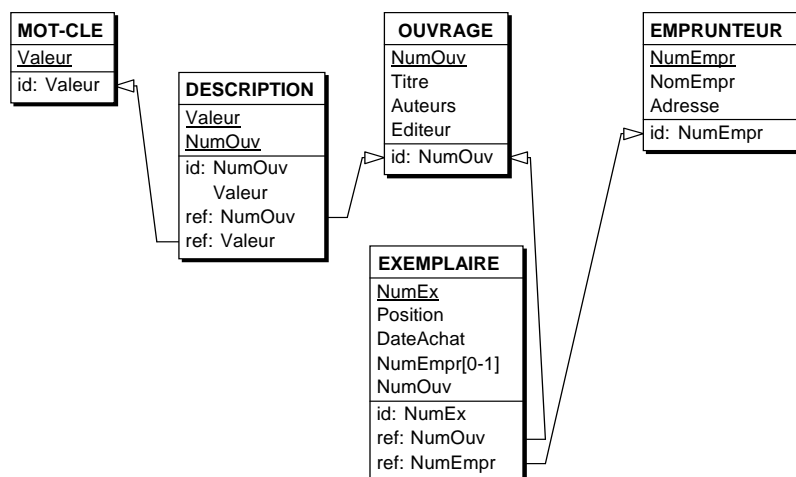 MOT-CLE
Valeur
id: Valeur
DESCRIPTION
Valeur
NumOuv
id: NumOuv
Valeur
ref: NumOuv
ref: Valeur
OUVRAGE
NumOuv
Titre
Auteurs
Editeur
id: NumOuv
EMPRUNTEUR
NumEmpr
NomEmpr
Adresse
id: NumEmpr
EXEMPLAIRE
NumEx
Position
DateAchat
NumEmpr[0-1]
NumOuv
id: NumEx
ref: NumOuv
ref: NumEmpr